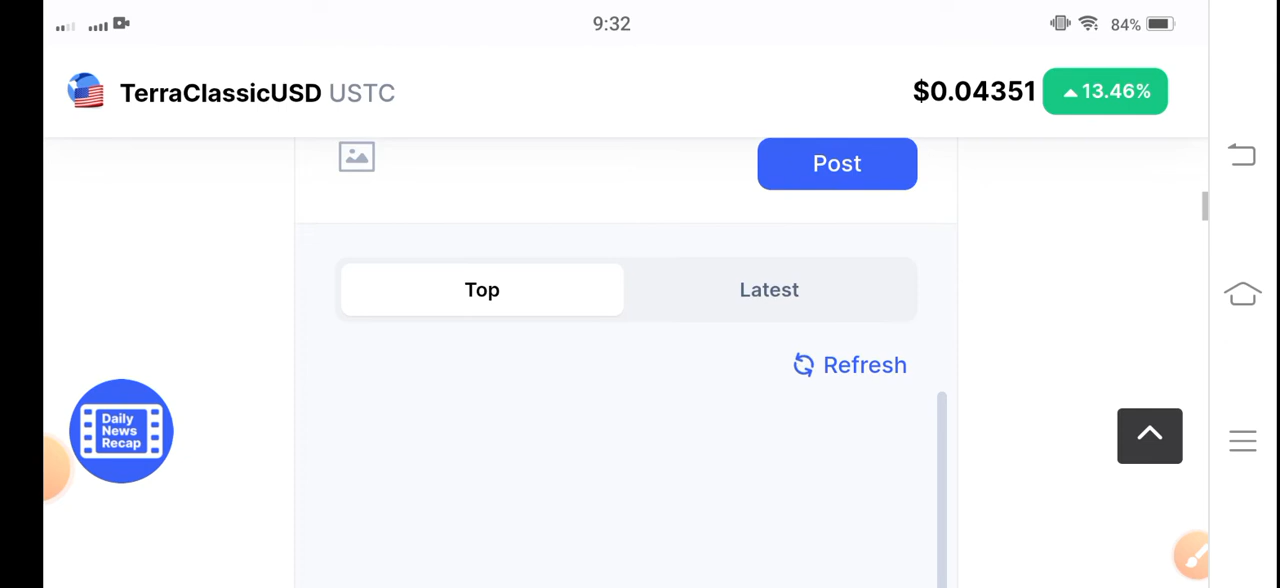 9:32
84%
TerraClassicUSD USTC
$0.04351
13.46%
Post
Top
Latest
Refresh
Daily
News
Recap